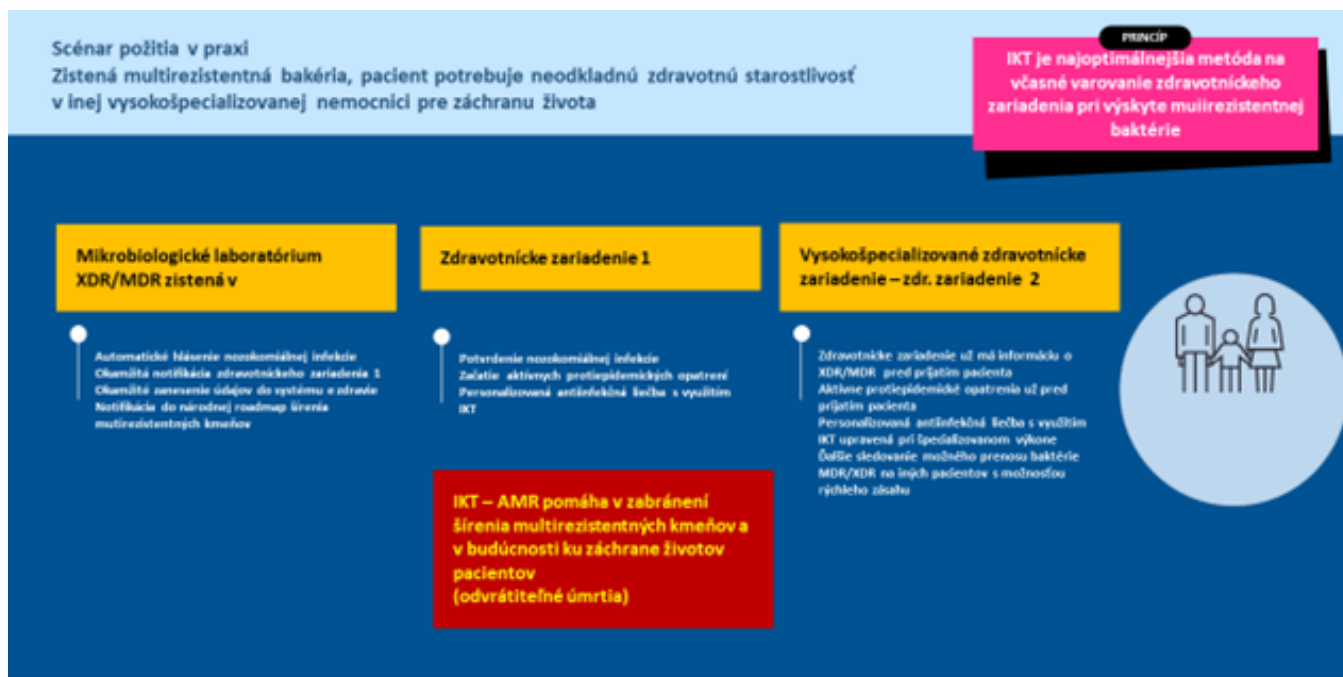 Scénar požitia v praxi
Zistená multirezistentná bakéria, pacient potrebuje neodkladnú zdravotnú starostlivosť
v inej vysokošpecializovanej nemocnici pre záchranu života
PRINCÍP
IKT je najoptimálnejšia metóda na
včasné varovanie zdravotníckeho
zariadenia pri výskyte muiirezistentnej
baktérie
Mikrobiologické laboratórium
XDR/MDR zistená v
Automatické hlásenie nozokomiálnej infekcie
Okamžitá notifikácia zdravotníckeho zariadenia 1
Okamžité zanesenie údajov do systému e zdravie
Notifikácia do národnej roadmap šírenia
mutirezistentných kmeňov
Zdravotnícke zariadenie 1
Potvrdenie nozokomiálnej infekcie
Začatie aktívnych protiepidemických opatrení
Personalizovaná antiinfekčná liečba s využitím
IKT
IKT – AMR pomáha v zabránení
šírenia multirezistentných kmeňov a
v budúcnosti ku záchrane životov
pacientov
(odvrátiteľné úmrtia)
Vysokošpecializované zdravotnícke
zariadenie – zdr. zariadenie 2
Zdravotnícke zariadenie už má informáciu o
XDR/MDR pred prijatím pacienta
Aktívne protiepidemické opatrenia už pred
prijatím pacienta
Personalizovaná antiinfekčná liečba s využitím
IKT upravená pri špecializovanom výkone
Ďalšie sledovanie možného prenosu baktérie
MDR/XDR na iných pacientov s možnosťou
rýchleho zásahu